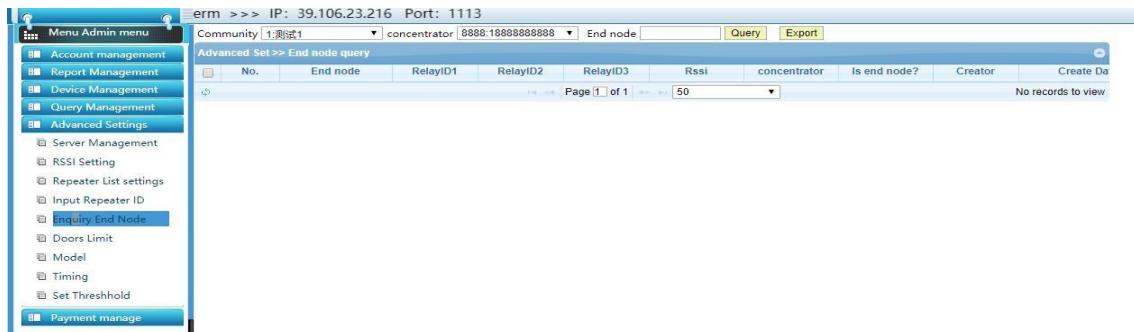 erm >>> IP: 39.106.23.216 Port: 1113
Menu Admin menu
Community 1:测试1 concentrator 8888:18888888888 End node Query Export
Account management
Advanced Set >> End node query
Report Management
No. End node RelayID1 RelayID2 RelayID3 Rssi concentrator Is end node? Creator Create Da
Device Management
Page 1 of 1 50 No records to view
Query Management
Advanced Settings
Server Management
RSSI Setting
Repeater List settings
Input Repeater ID
Enquiry End Node
Doors Limit
Model
Timing
Set Threshhold
Payment manage